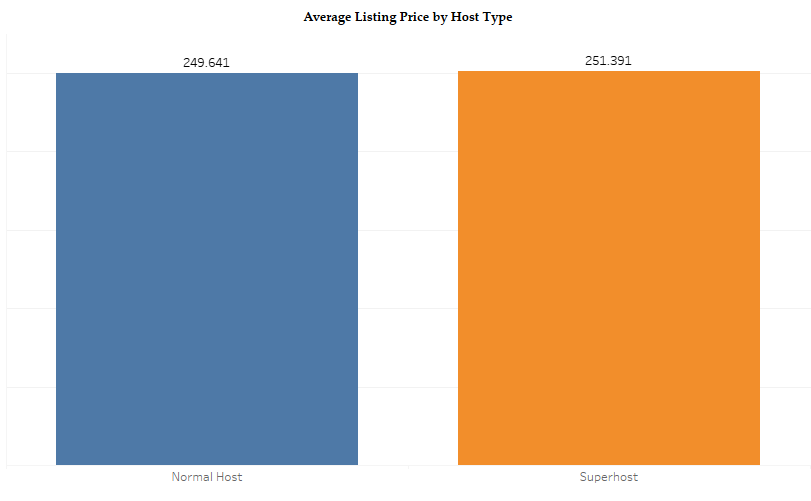 Average Listing Price by Host Type
249.641
251.391
Normal Host
Superhost